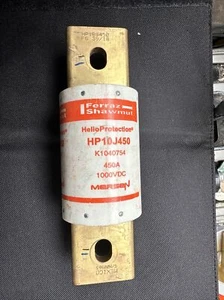 Ferraz
Shawmut
HelioProtection®
HP10J450
K1040754
450A
1000VDC
MERSEN